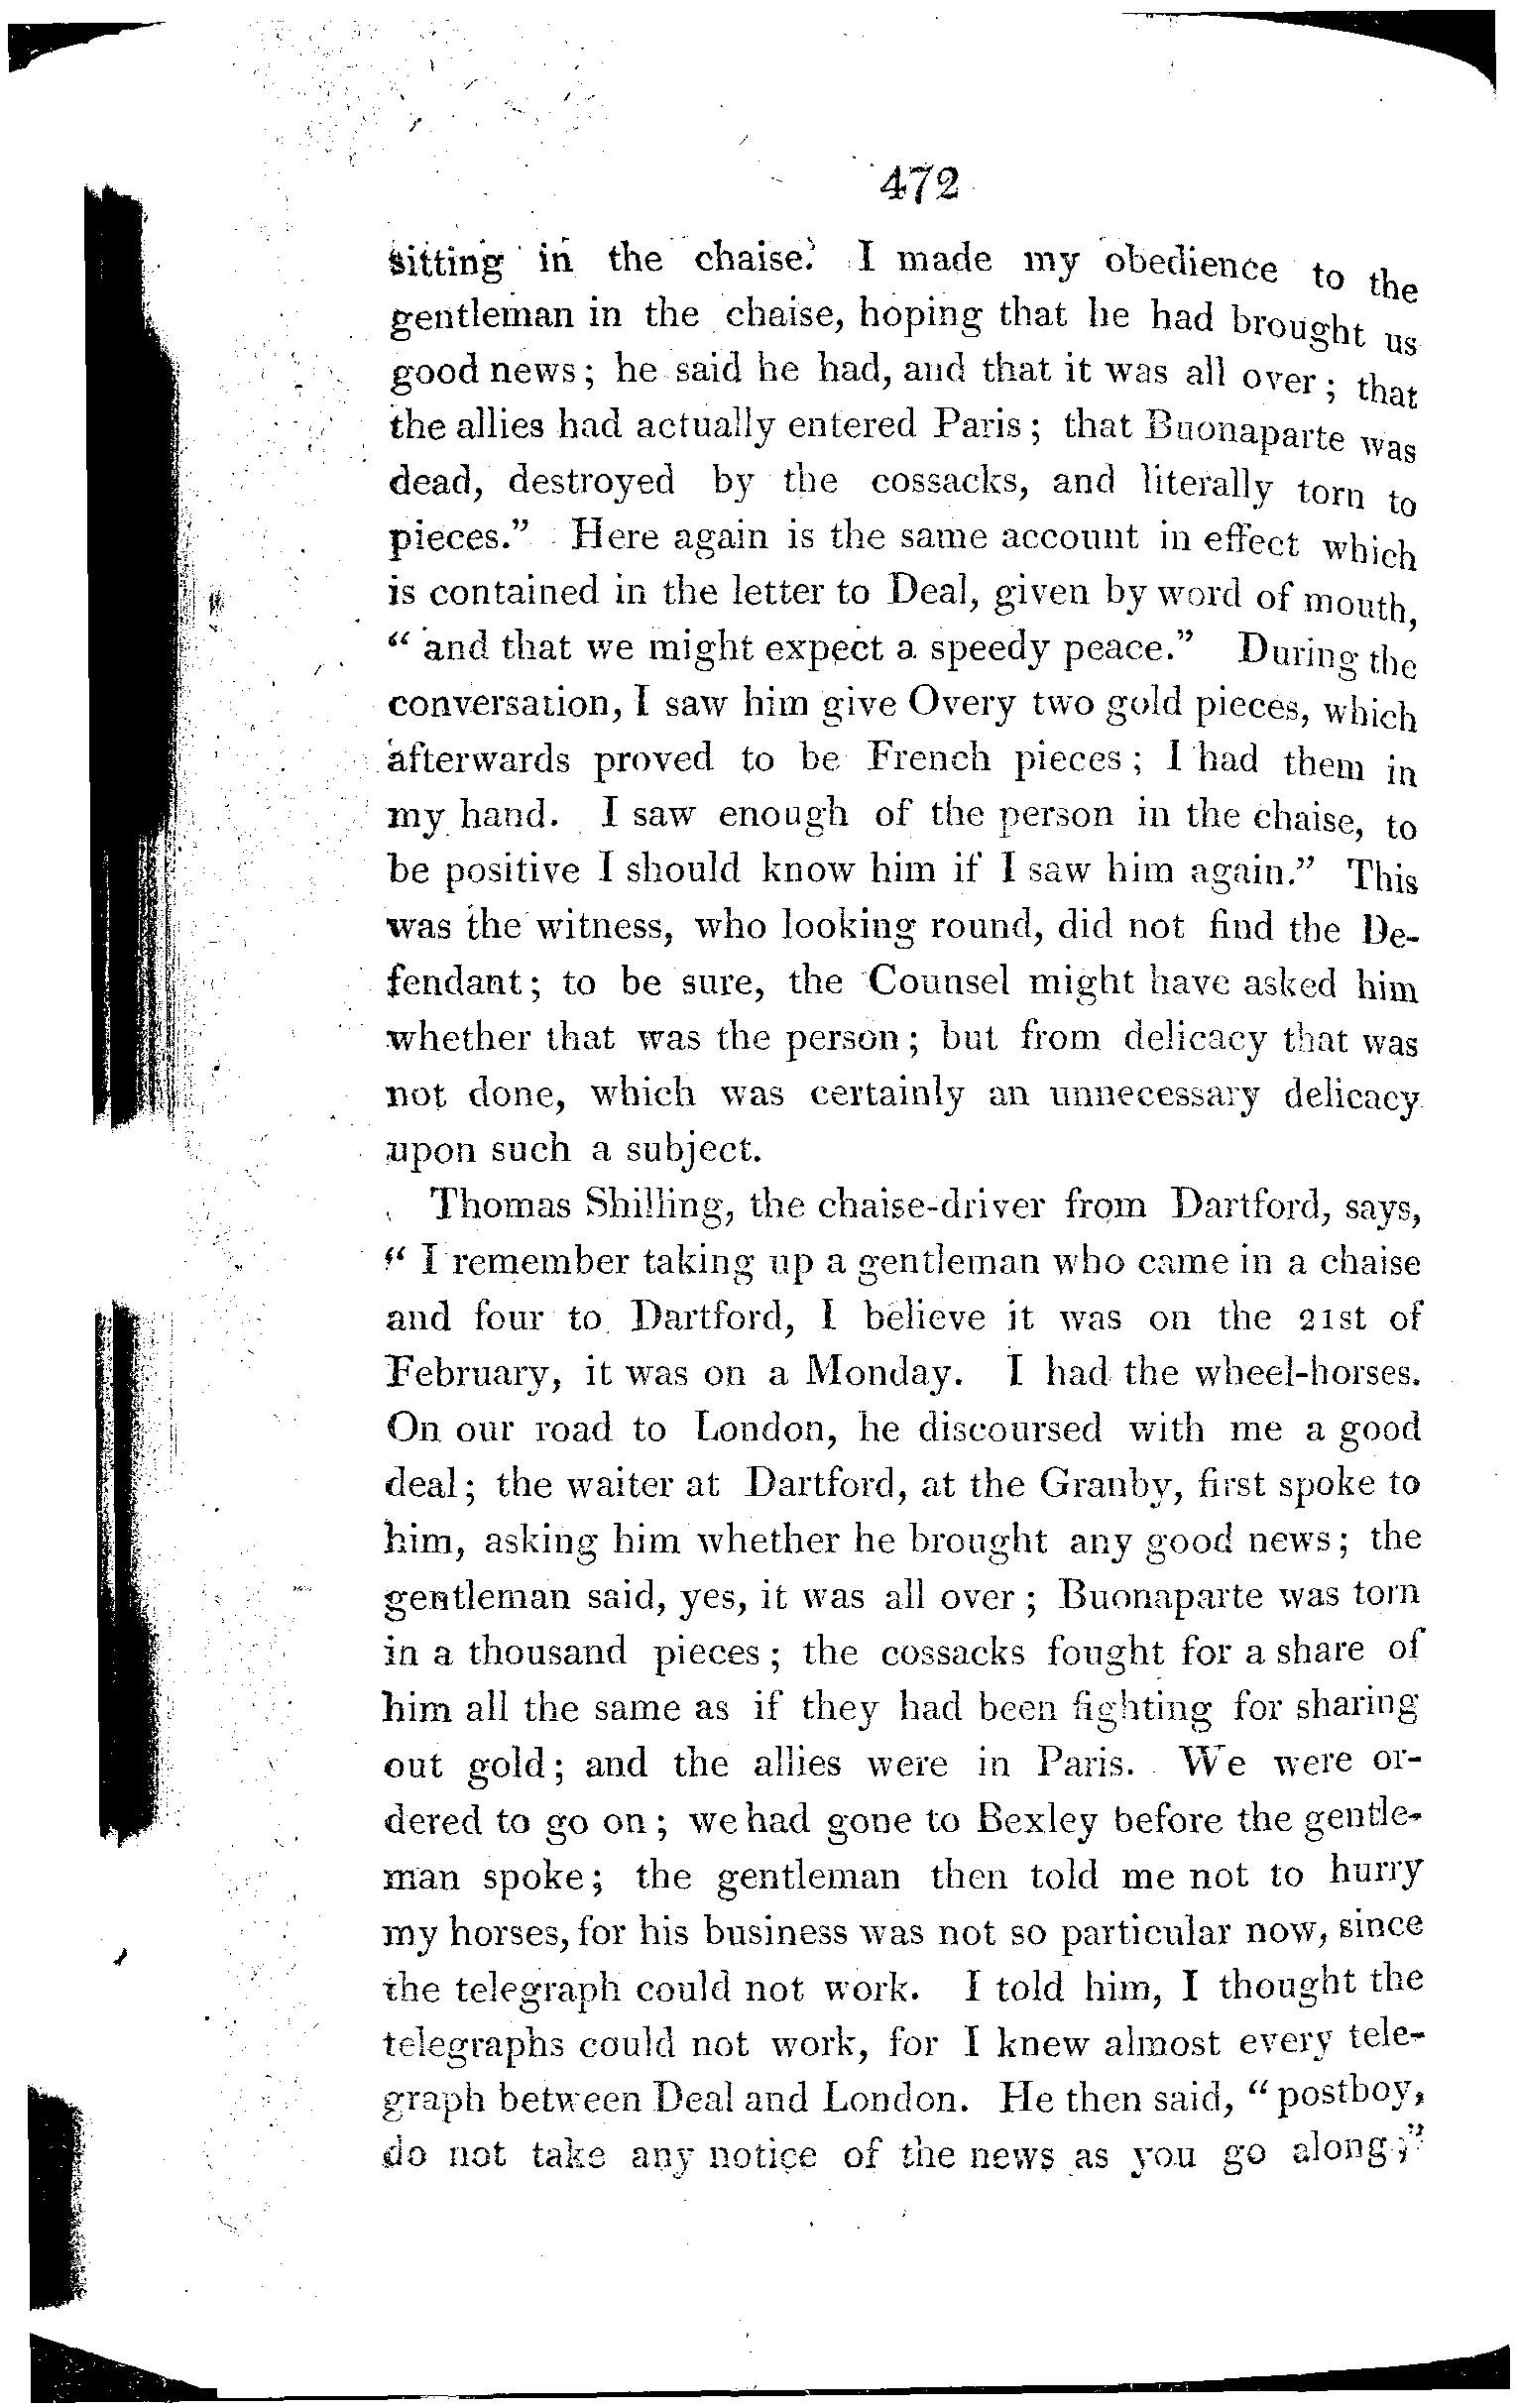 472
sitting in the chaise. I made my obedience to the
gentleman in the chaise, hoping that he had brought us
good news; he said he had, and that it was all over; that
the allies had actually entered Paris; that Buonaparte was
dead, destroyed by the cossacks, and literally torn to
pieces.” Here again is the same account in effect which
is contained in the letter to Deal, given by word of mouth,
“ and that we might expect a speedy peace.” During the
conversation, I saw him give Overy two gold pieces, which
afterwards proved to be French pieces; I had them in
my hand. I saw enough of the person in the chaise, to
be positive I should know him if I saw him again.” This
was the witness, who looking round, did not find the De-
fendant; to be sure, the Counsel might have asked him
whether that was the person; but from delicacy that was
not done, which was certainly an unnecessary delicacy
upon such a subject.
Thomas Shilling, the chaise-driver from Dartford, says,
“ I remember taking up a gentleman who came in a chaise
and four to Dartford, I believe it was on the 21st of
February, it was on a Monday. I had the wheel-horses.
On our road to London, he discoursed with me a good
deal; the waiter at Dartford, at the Granby, first spoke to
him, asking him whether he brought any good news; the
gentleman said, yes, it was all over; Buonaparte was torn
in a thousand pieces; the cossacks fought for a share of
him all the same as if they had been fighting for sharing
out gold; and the allies were in Paris. We were or-
dered to go on; we had gone to Bexley before the gentle-
man spoke; the gentleman then told me not to hurry
my horses, for his business was not so particular now, since
the telegraph could not work. I told him, I thought the
telegraphs could not work, for I knew almost every tele-
graph between Deal and London. He then said, “postboy,
do not take any notice of the news as you go along;”